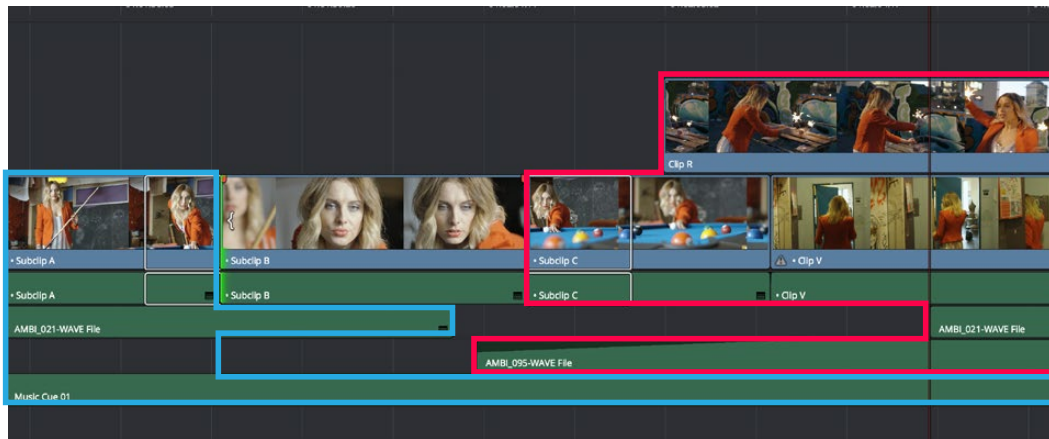 Clip R
• Subclip A
• Subclip B
• Subclip C
• Clip V
• Subclip A
• Subclip B
• Subclip C
• Clip V
AMBI_021-WAVE File
AMBI_021-WAVE File
AMBI_095-WAVE File
Music Cue 01